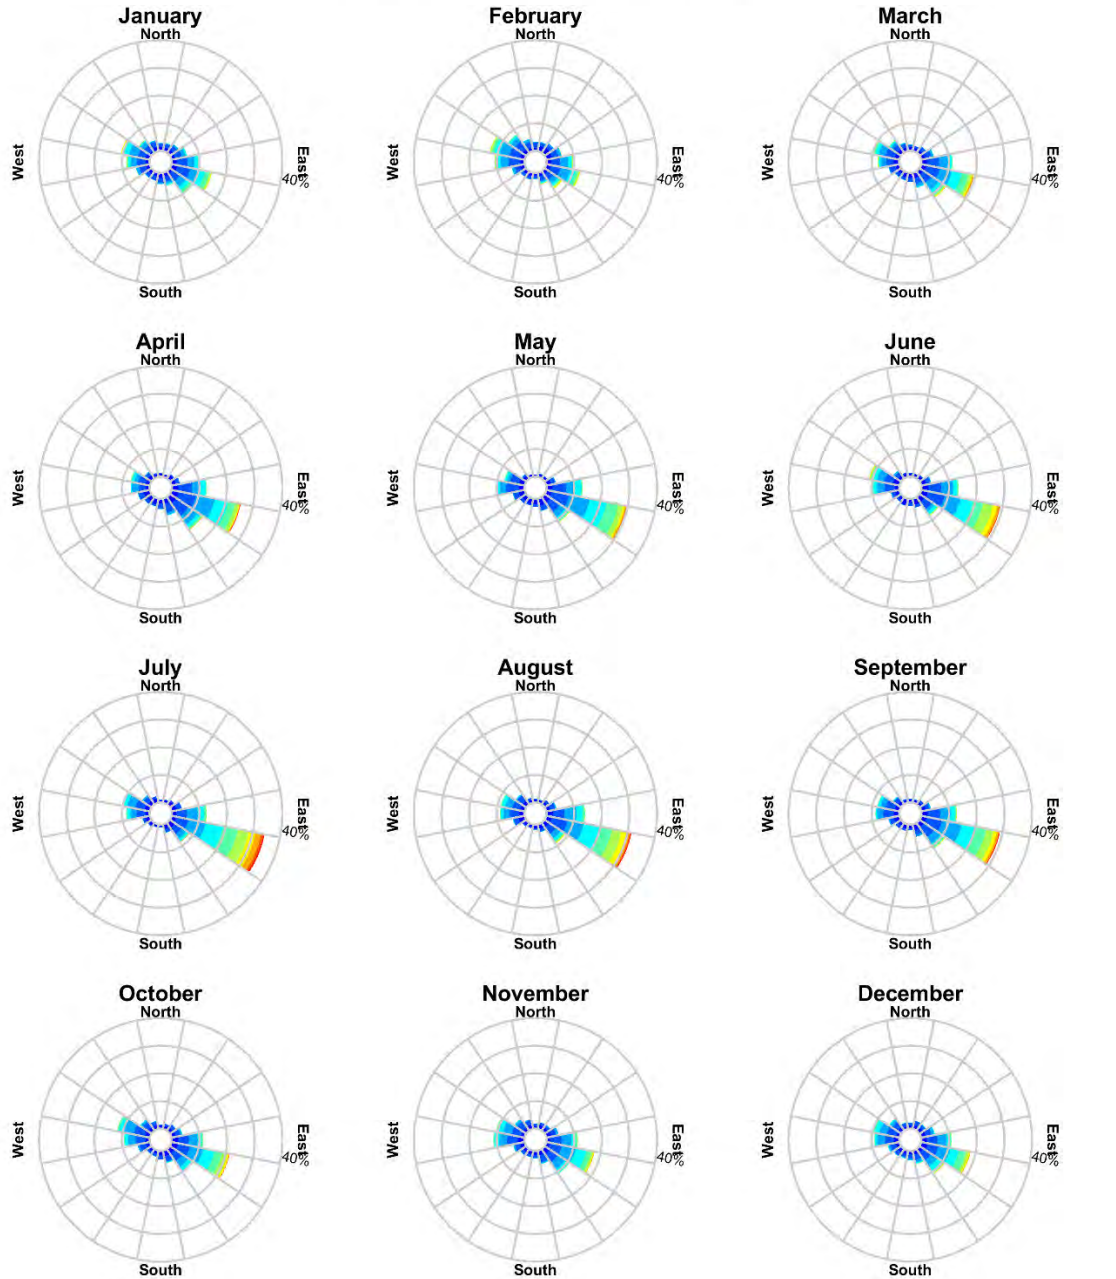 January
North
West
East
40%
South
February
North
West
East
40%
South
March
North
West
East
40%
South
April
North
West
East
40%
South
May
North
West
East
40%
South
June
North
West
East
40%
South
July
North
West
East
40%
South
August
North
West
East
40%
South
September
North
West
East
40%
South
October
North
West
East
40%
South
November
North
West
East
40%
South
December
North
West
East
40%
South